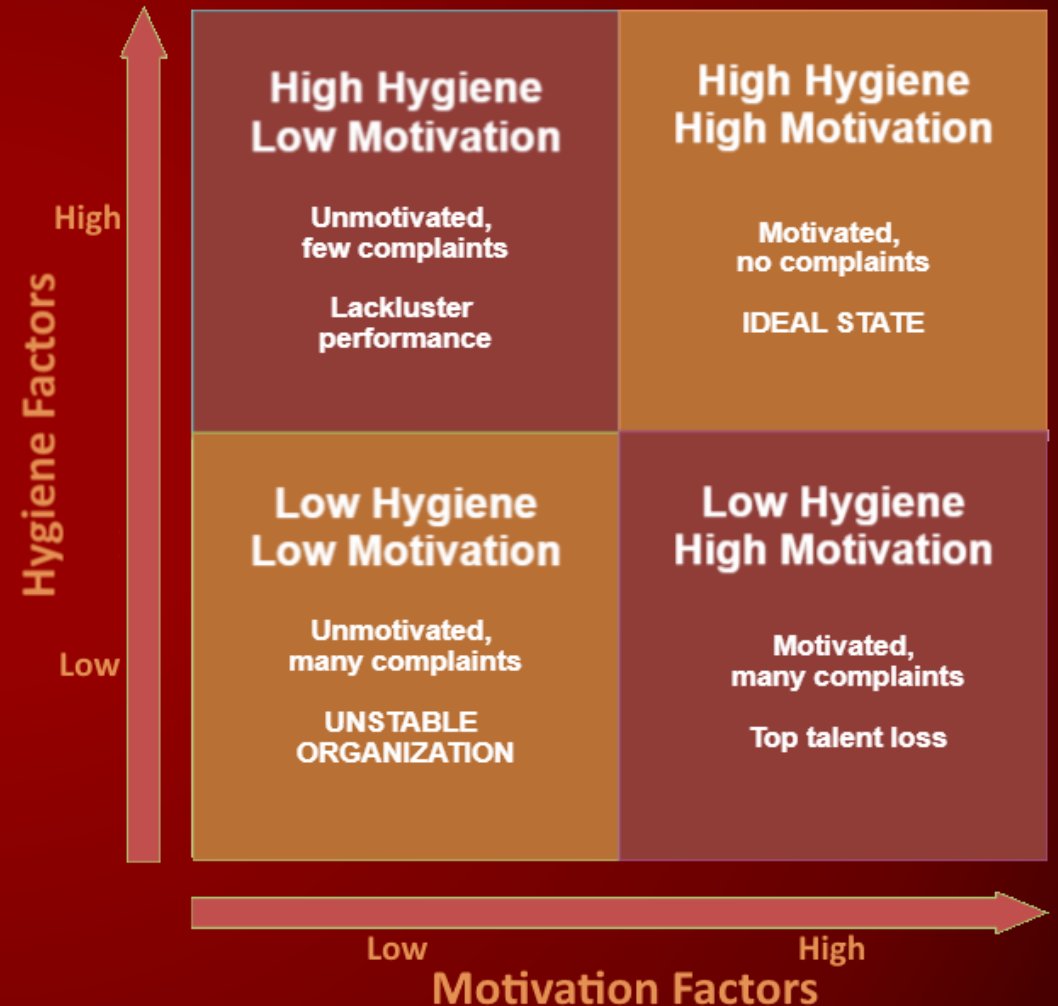 High Hygiene
Low Motivation
Unmotivated,
few complaints
Lackluster
performance
High Hygiene
High Motivation
Motivated,
no complaints
IDEAL STATE
Low Hygiene
Low Motivation
Unmotivated,
many complaints
UNSTABLE
ORGANIZATION
Low Hygiene
High Motivation
Motivated,
many complaints
Top talent loss
High
Hygiene Factors
Low
Low
High
Motivation Factors